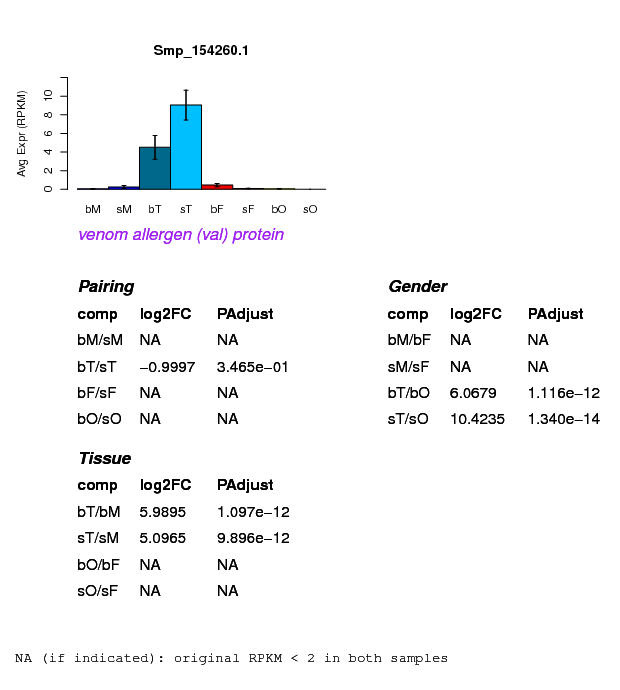 Smp_154260.1
Avg Expr (RPKM)
0 2 4 6 8 10
bM sM bT sT bF sF bO sO
venom allergen (val) protein
Pairing
comp log2FC PAdjust
bM/sM NA NA
bT/sT −0.9997 3.465e−01
bF/sF NA NA
bO/sO NA NA
Gender
comp log2FC PAdjust
bM/bF NA NA
sM/sF NA NA
bT/bO 6.0679 1.116e−12
sT/sO 10.4235 1.340e−14
Tissue
comp log2FC PAdjust
bT/bM 5.9895 1.097e−12
sT/sM 5.0965 9.896e−12
bO/bF NA NA
sO/sF NA NA
NA (if indicated): original RPKM < 2 in both samples